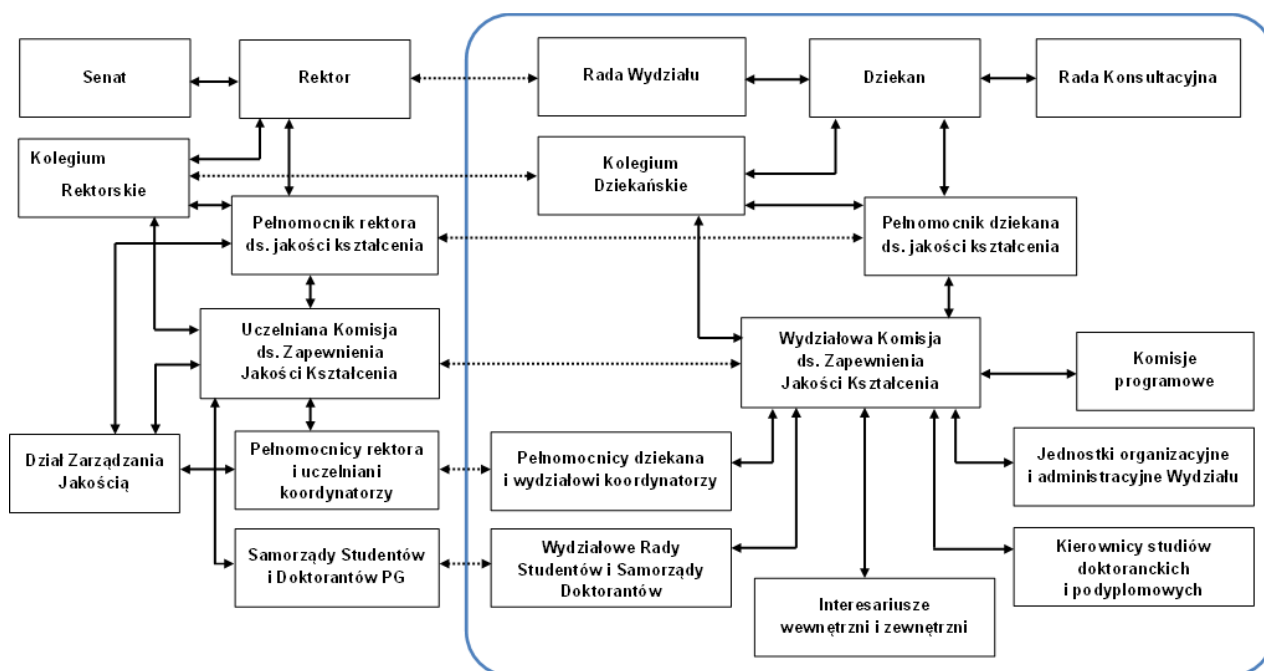 Senat
Rektor
Rada Wydziału
Dziekan
Rada Konsultacyjna
Kolegium
Rektorskie
Kolegium
Dziekańskie
Pełnomocnik rektora
ds. jakości kształcenia
Pełnomocnik dziekana
ds. jakości kształcenia
Uczelniana Komisja
ds. Zapewnienia
Jakości Kształcenia
Wydziałowa Komisja
ds. Zapewnienia
Jakości Kształcenia
Komisje
programowe
Dział Zarządzania
Jakością
Pełnomocnicy rektora
i uczelniani
koordynatorzy
Pełnomocnicy dziekana
i wydziałowi koordynatorzy
Jednostki organizacyjne
i administracyjne Wydziału
Samorządy Studentów
i Doktorantów PG
Wydziałowe Rady
Studentów i Samorządy
Doktorantów
Kierownicy studiów
doktoranckich
i podyplomowych
Interesariusze
wewnętrzni i zewnętrzni